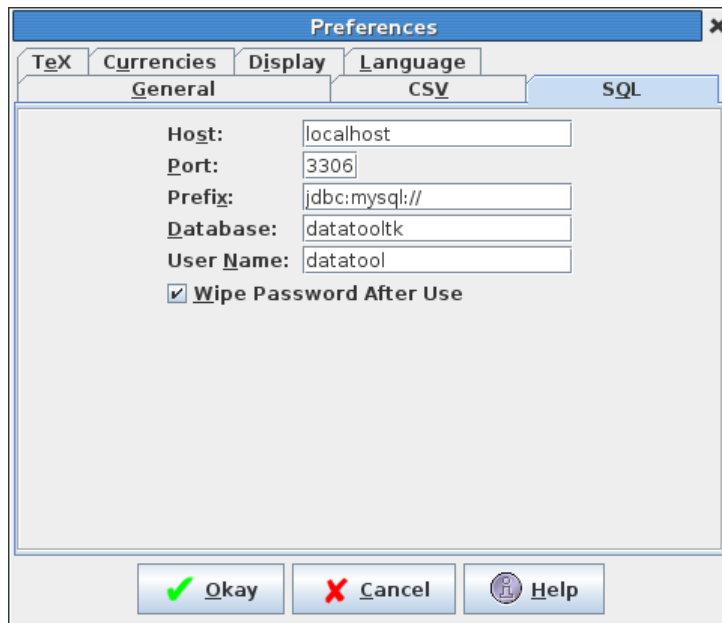 Preferences
TeX Currencies Display Language
General CSV SQL
Host: localhost
Port: 3306
Prefix: jdbc:mysql://
Database: datatooltk
User Name: datatool
Wipe Password After Use
Okay Cancel Help